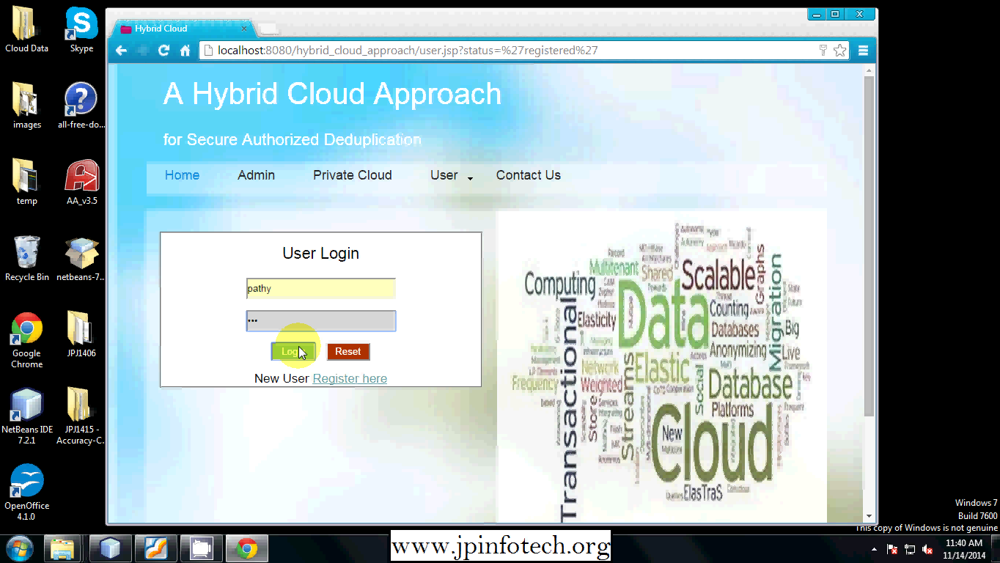 Cloud Data
Skype
images
all-free-do...
temp
AA_v3.5
Recycle Bin
netbeans-7...
Google
Chrome
JPJ1406
NetBeans IDE
7.2.1
JPJ1415 -
Accuracy-C...
OpenOffice
4.1.0
Hybrid Cloud
localhost:8080/hybrid_cloud_approach/user.jsp?status=%27registered%27
A Hybrid Cloud Approach
for Secure Authorized Deduplication
Home Admin Private Cloud User Contact Us
User Login
pathy
•••
Login Reset
New User Register here
Multitenant
Shared
Scalable
Graphs
Computing
Data
Counting
Migration
Elasticity
Databases
Big
Anonymizing
Live
Transactional
Network
Elastic
Frequency
Weighted
Streams
Social
Database
Store
Platforms
New
Cloud
ElasTraS
Windows 7
Build 7600
This copy of Windows is not genuine
www.jpinfotech.org
11:40 AM
11/14/2014